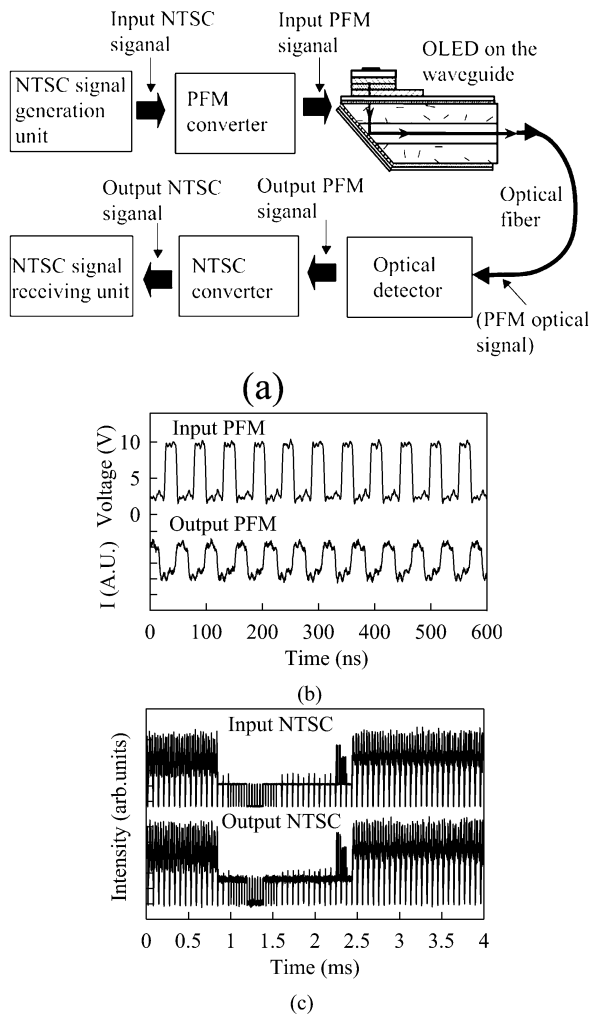 Input NTSC
siganal
Input PFM
siganal
OLED on the
waveguide
NTSC signal
generation
unit
PFM
converter
Output NTSC
siganal
Output PFM
siganal
Optical
fiber
NTSC signal
receiving unit
NTSC
converter
Optical
detector
(PFM optical
signal)
(a)
Input PFM
Voltage (V)
10
5
0
Output PFM
I (A.U.)
0 100 200 300 400 500 600
Time (ns)
(b)
Input NTSC
Output NTSC
Intensity (arb.units)
0 0.5 1 1.5 2 2.5 3 3.5 4
Time (ms)
(c)